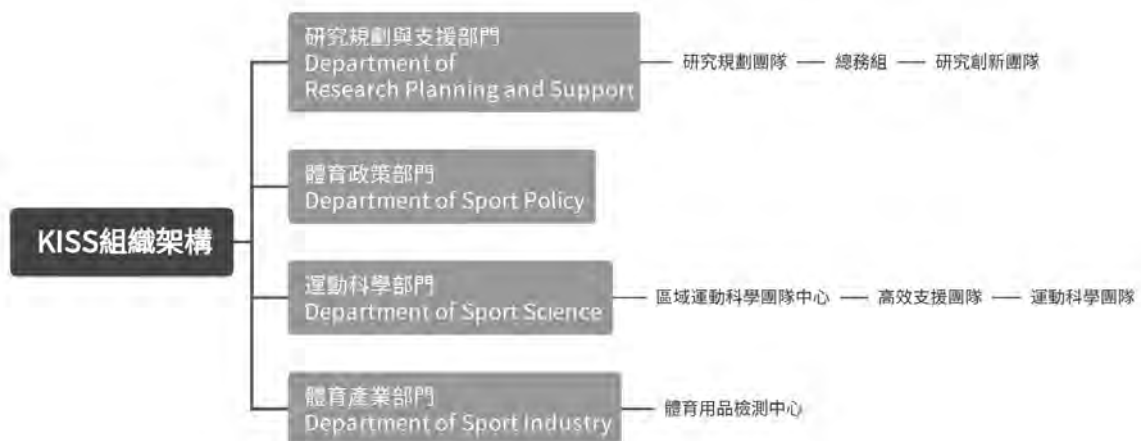 KISS組織架構
研究規劃與支援部門
Department of
Research Planning and Support
研究規劃團隊
總務組
研究創新團隊
體育政策部門
Department of Sport Policy
運動科學部門
Department of Sport Science
區域運動科學團隊中心
高效支援團隊
運動科學團隊
體育產業部門
Department of Sport Industry
體育用品檢測中心